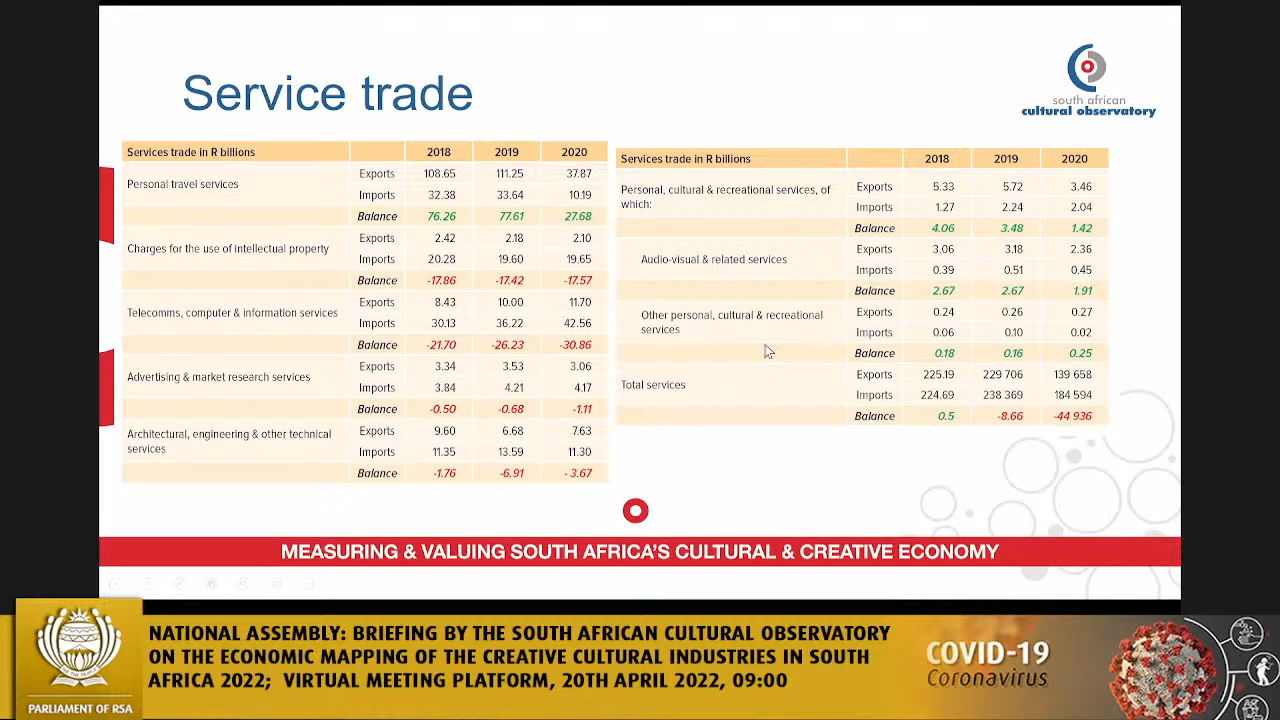 Service trade
south african
cultural observatory
Services trade in R billions 2018 2019 2020
Personal travel services Exports 108.65 111.25 37.87
Imports 32.38 33.64 10.19
Balance 76.26 77.61 27.68
Charges for the use of intellectual property Exports 2.42 2.18 2.10
Imports 20.28 19.60 19.65
Balance -17.86 -17.42 -17.57
Telecomms, computer & information services Exports 8.43 10.00 11.70
Imports 30.13 36.22 42.56
Balance -21.70 -26.23 -30.86
Advertising & market research services Exports 3.34 3.53 3.06
Imports 3.84 4.21 4.17
Balance -0.50 -0.68 -1.11
Architectural, engineering & other technical
services Exports 9.60 6.68 7.63
Imports 11.35 13.59 11.30
Balance -1.76 -6.91 - 3.67
Services trade in R billions 2018 2019 2020
Personal, cultural & recreational services, of
which: Exports 5.33 5.72 3.46
Imports 1.27 2.24 2.04
Balance 4.06 3.48 1.42
Audio-visual & related services Exports 3.06 3.18 2.36
Imports 0.39 0.51 0.45
Balance 2.67 2.67 1.91
Other personal, cultural & recreational
services Exports 0.24 0.26 0.27
Imports 0.06 0.10 0.02
Balance 0.18 0.16 0.25
Total services Exports 225.19 229 706 139 658
Imports 224.69 238 369 184 594
Balance 0.5 -8.66 -44 936
MEASURING & VALUING SOUTH AFRICA'S CULTURAL & CREATIVE ECONOMY
NATIONAL ASSEMBLY: BRIEFING BY THE SOUTH AFRICAN CULTURAL OBSERVATORY
ON THE ECONOMIC MAPPING OF THE CREATIVE CULTURAL INDUSTRIES IN SOUTH
AFRICA 2022; VIRTUAL MEETING PLATFORM, 20TH APRIL 2022, 09:00
PARLIAMENT OF RSA
COVID-19
Coronavirus